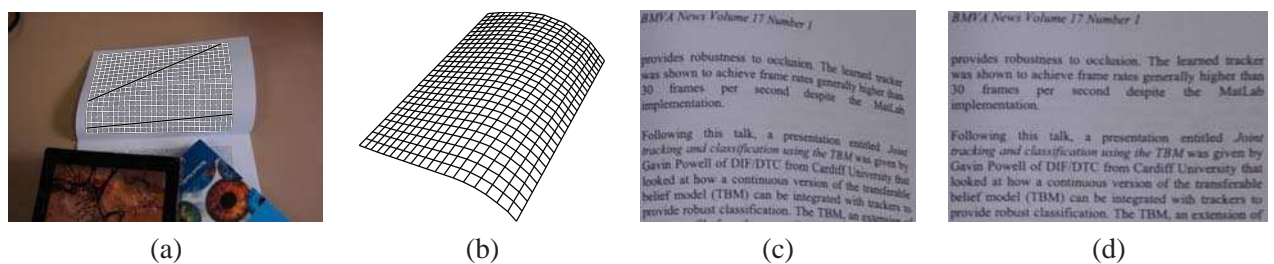 BMVA News Volume 17 Number 1
provides robustness to occlusion. The learned tracker
was shown to achieve frame rates generally higher than
30 frames per second despite the MatLab
implementation.
Following this talk, a presentation entitled Joint
tracking and classification using the TBM was given by
Gavin Powell of DIF/DTC from Cardiff University that
looked at how a continuous version of the transferable
belief model (TBM) can be integrated with trackers to
provide robust classification. The TBM, an extension of
BMVA News Volume 17 Number 1
provides robustness to occlusion. The learned tracker
was shown to achieve frame rates generally higher than
30 frames per second despite the MatLab
implementation.
Following this talk, a presentation entitled Joint
tracking and classification using the TBM was given by
Gavin Powell of DIF/DTC from Cardiff University that
looked at how a continuous version of the transferable
belief model (TBM) can be integrated with trackers to
provide robust classification. The TBM, an extension of
(a)
(b)
(c)
(d)